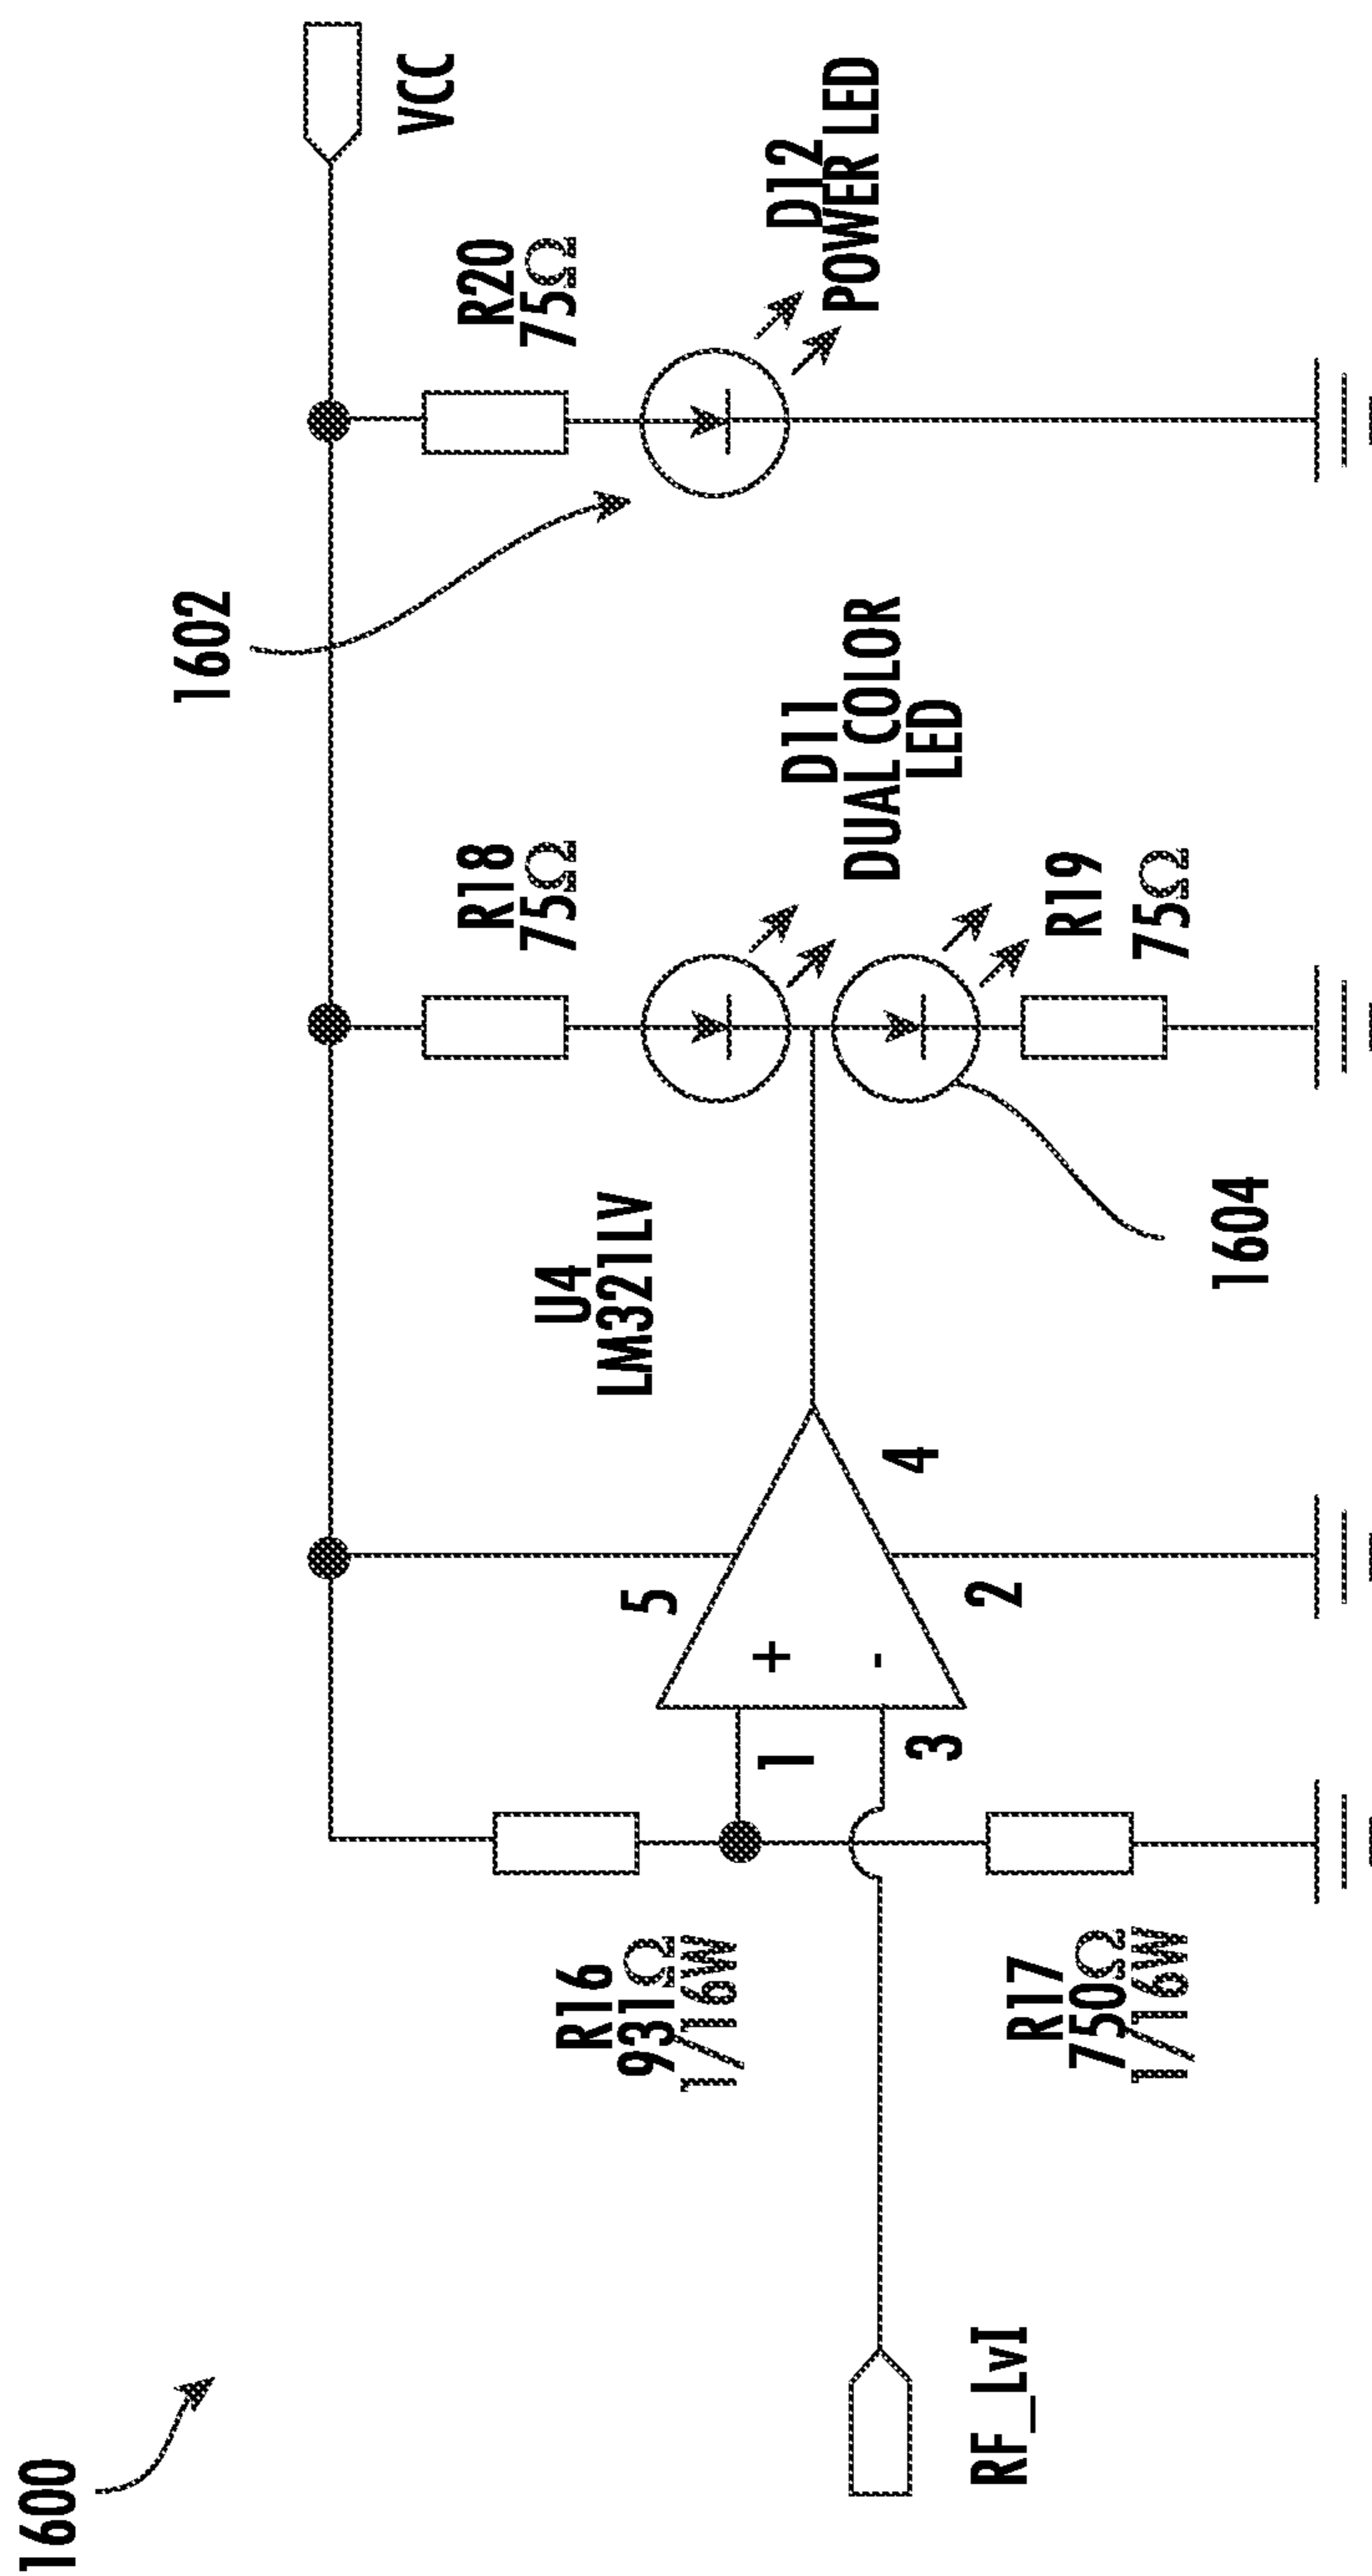 1600
RF_LvI
R16
931Ω
1/16W
R17
750Ω
1/16W
1
3
+
-
5
2
4
U4
LM321LV
1604
R18
75Ω
R19
75Ω
D11
DUAL COLOR
LED
1602
R20
75Ω
D12
POWER LED
VCC